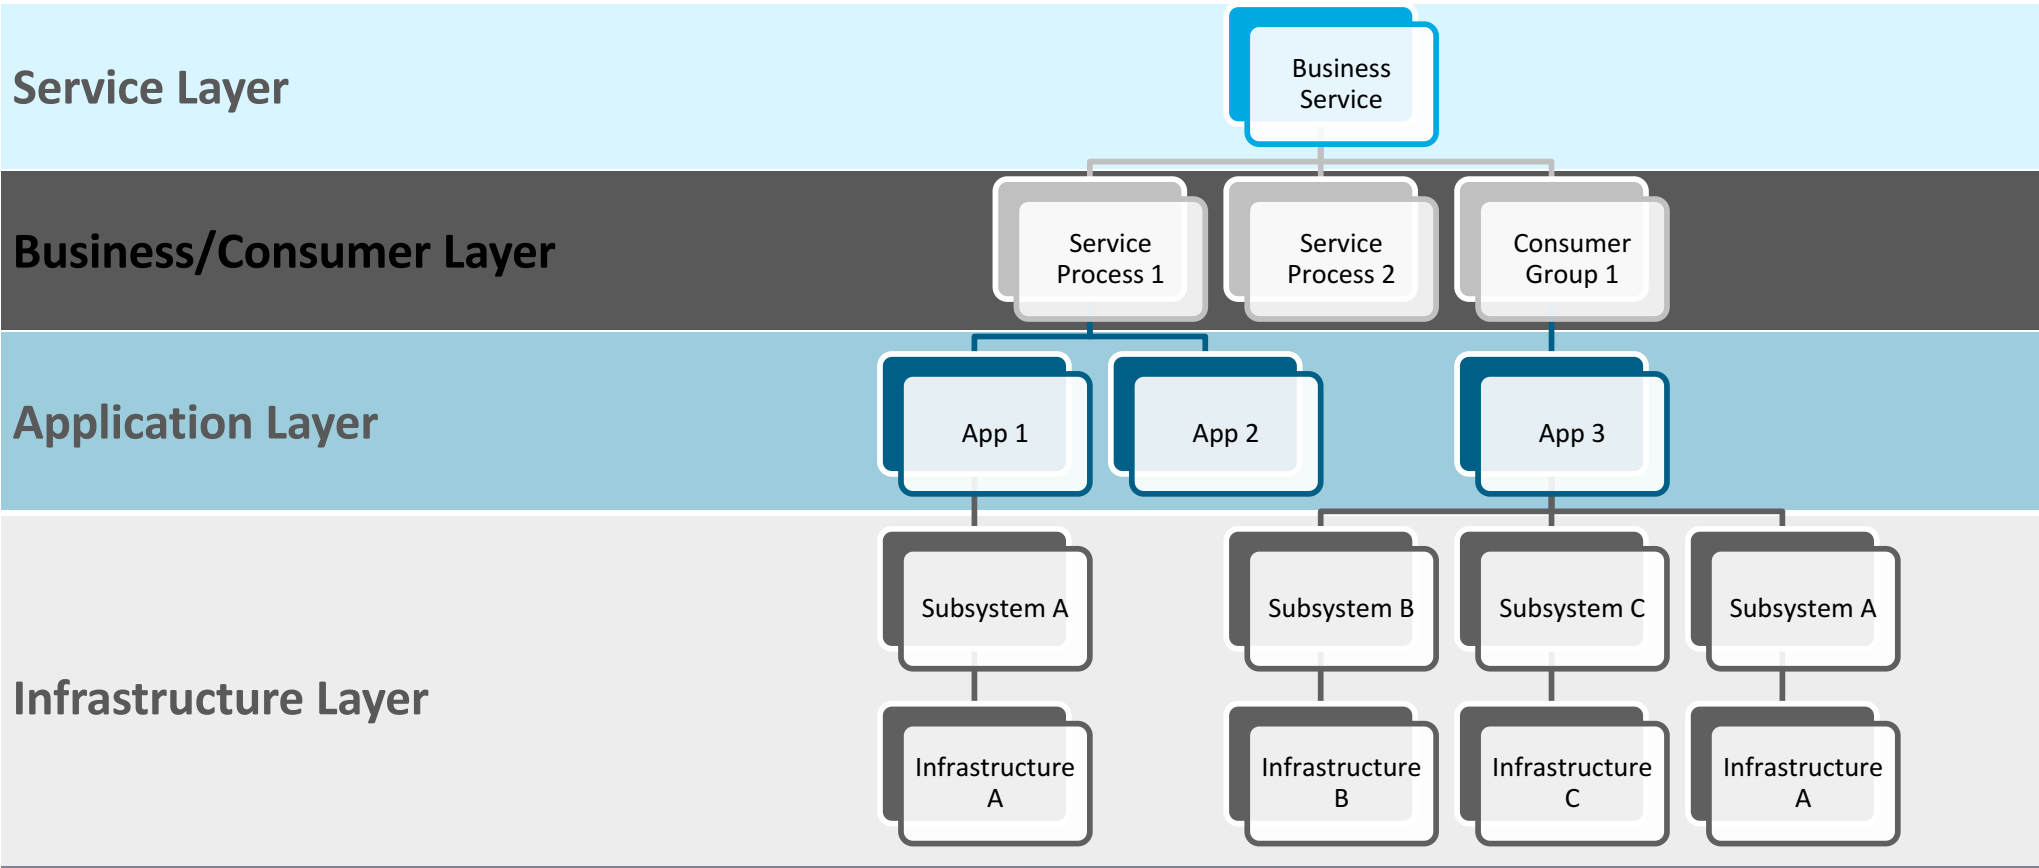 Service Layer
Business
Service
Business/Consumer Layer
Service
Process 1
Service
Process 2
Consumer
Group 1
Application Layer
App 1
App 2
App 3
Infrastructure Layer
Subsystem A
Subsystem B
Subsystem C
Subsystem A
Infrastructure
A
Infrastructure
B
Infrastructure
C
Infrastructure
A